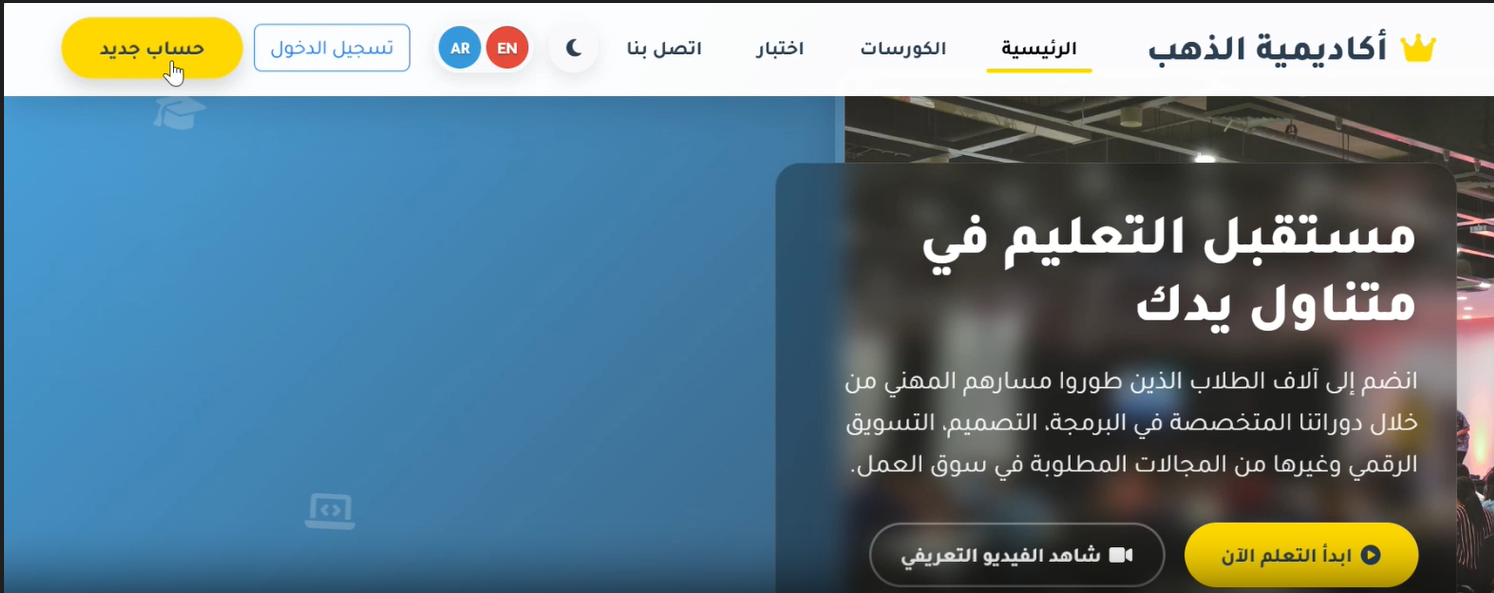 أكاديمية الذهب
الرئيسية
الكورسات
اختبار
اتصل بنا
EN
AR
تسجيل الدخول
حساب جديد
مستقبل التعليم في
متناول يدك
انضم إلى آلاف الطلاب الذين طوروا مسارهم المهني من
خلال دوراتنا المتخصصة في البرمجة، التصميم، التسويق
الرقمي وغيرها من المجالات المطلوبة في سوق العمل.
ابدأ التعلم الآن
شاهد الفيديو التعريفي